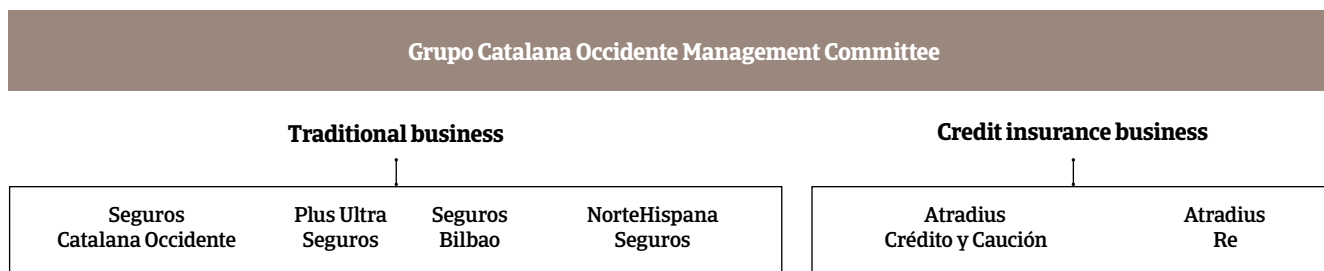 Grupo Catalana Occidente Management Committee
Traditional business
Credit insurance business
Seguros
Catalana Occidente
Plus Ultra
Seguros
Seguros
Bilbao
NorteHispana
Seguros
Atradius
Crédito y Caución
Atradius
Re